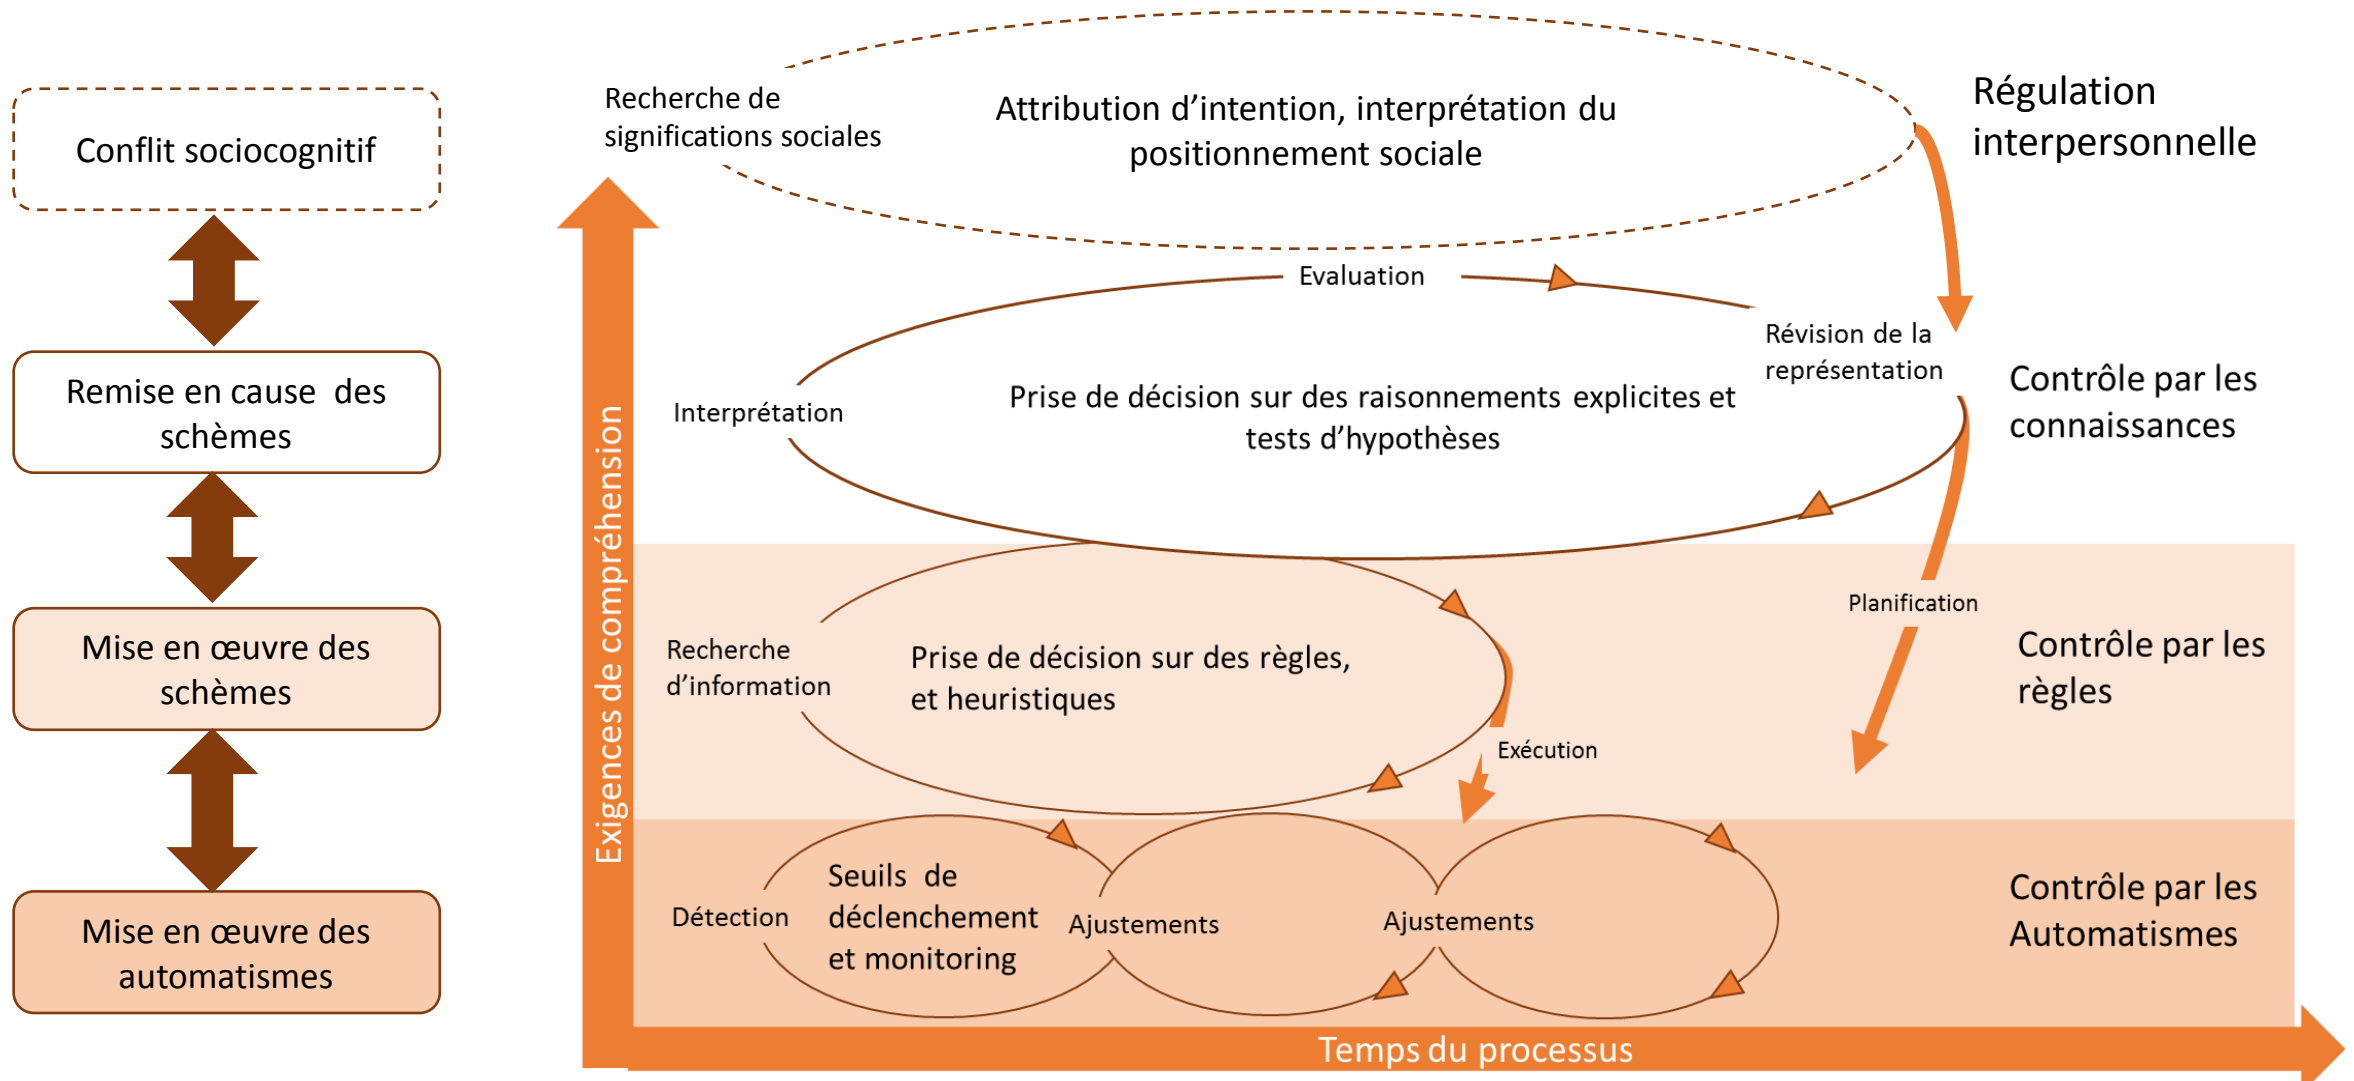 Conflit sociocognitif
Remise en cause des
schèmes
Mise en œuvre des
schèmes
Mise en œuvre des
automatismes
Exigences de compréhension
Recherche de
significations sociales
Attribution d’intention, interprétation du
positionnement sociale
Régulation
interpersonnelle
Evaluation
Révision de la
représentation
Interprétation
Prise de décision sur des raisonnements explicites et
tests d’hypothèses
Contrôle par les
connaissances
Planification
Recherche
d’information
Prise de décision sur des règles,
et heuristiques
Exécution
Contrôle par les
règles
Détection
Seuils de
déclenchement
et monitoring
Ajustements
Ajustements
Contrôle par les
Automatismes
Temps du processus